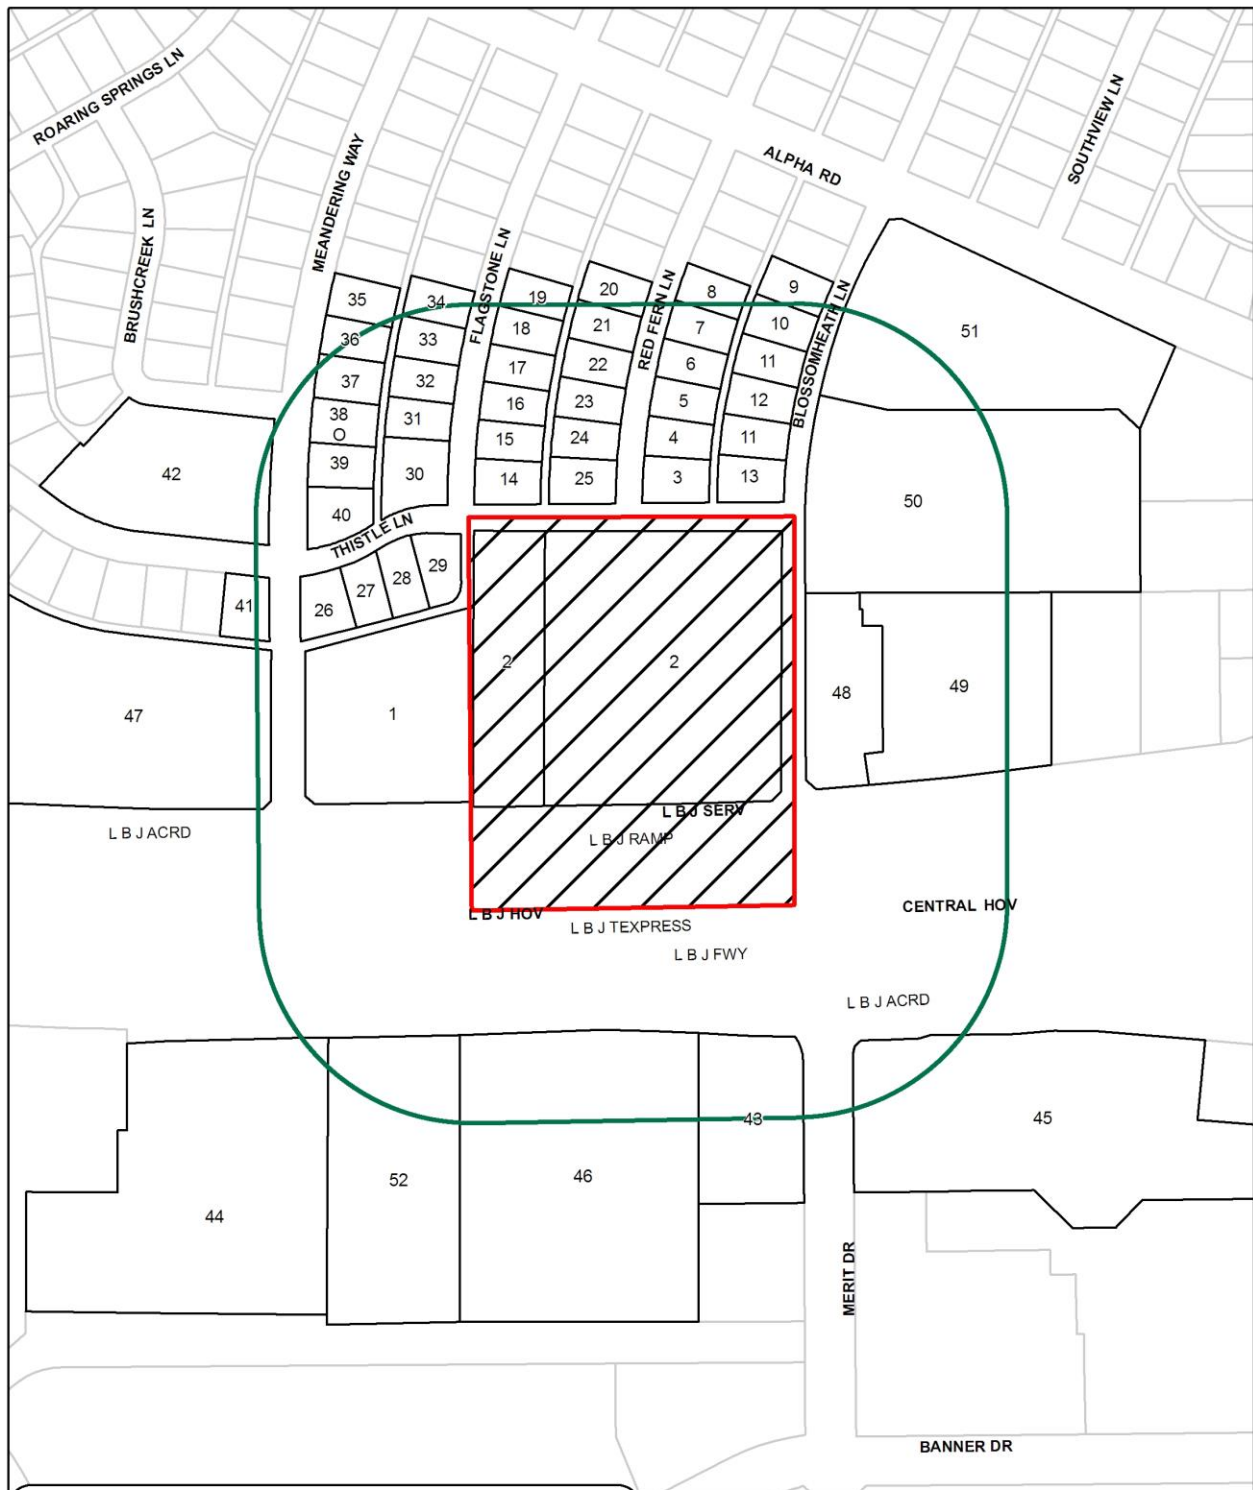 ROARING SPRINGS LN
BRUSHCREEK LN
MEANDERING WAY
FLAGSTONE LN
RED FERN LN
BLOSSOMHEATH LN
ALPHA RD
SOUTHVIEW LN
35
34
19
20
8
9
36
33
18
21
7
10
51
37
32
17
22
6
11
38
O
31
16
23
5
12
39
30
15
24
4
11
42
14
25
3
13
50
40
THISTLE LN
41
26
27
28
29
47
1
2
2
48
49
L B J SERV
L B J ACRD
L B J RAMP
L B J HOV
L B J TEXPRESS
CENTRAL HOV
L B J FWY
L B J ACRD
43
45
52
46
44
MERIT DR
BANNER DR